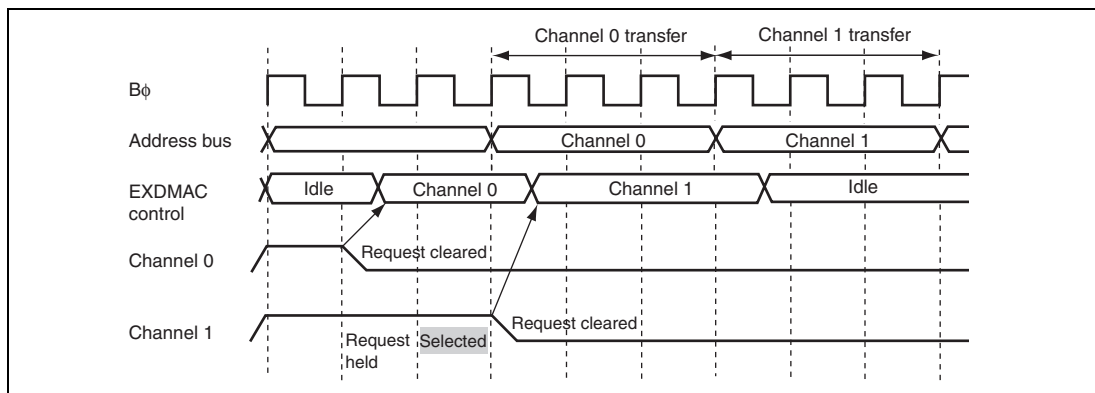 Channel 0 transfer
Channel 1 transfer
Bϕ
Address bus
Channel 0
Channel 1
EXDMAC
control
Idle
Channel 0
Channel 1
Idle
Channel 0
Request cleared
Channel 1
Request
held
Selected
Request cleared